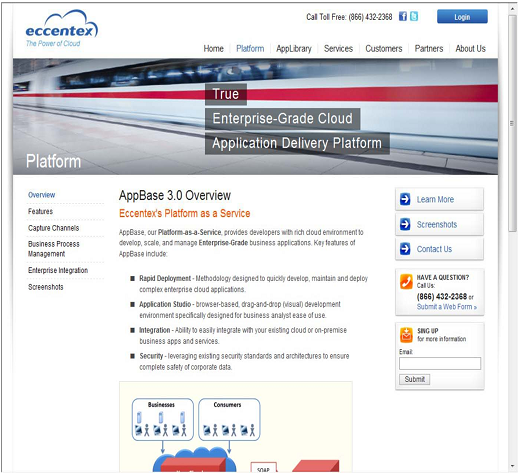 eccentex
The Power of Cloud
Call Toll Free: (866) 432-2368
Login
Home
Platform
AppLibrary
Services
Customers
Partners
About Us
True
Enterprise-Grade Cloud
Application Delivery Platform
Platform
Overview
Features
Capture Channels
Business Process
Management
Enterprise Integration
Screenshots
AppBase 3.0 Overview
Eccentex's Platform as a Service
AppBase, our Platform-as-a-Service, provides developers with rich cloud environment to
develop, scale, and manage Enterprise-Grade business applications. Key features of
AppBase include:
Rapid Deployment - Methodology designed to quickly develop, maintain and deploy
complex enterprise cloud applications.
Application Studio - browser-based, drag-and-drop (visual) development
environment specifically designed for business analyst ease of use.
Integration - Ability to easily integrate with your existing cloud or on-premise
business apps and services.
Security - leveraging existing security standards and architectures to ensure
complete safety of corporate data.
Businesses
Consumers
SOAP
Learn More
Screenshots
Contact Us
HAVE A QUESTION?
Call Us:
(866) 432-2368 or
Submit a Web Form »
SING UP
for more information
Email:
Submit